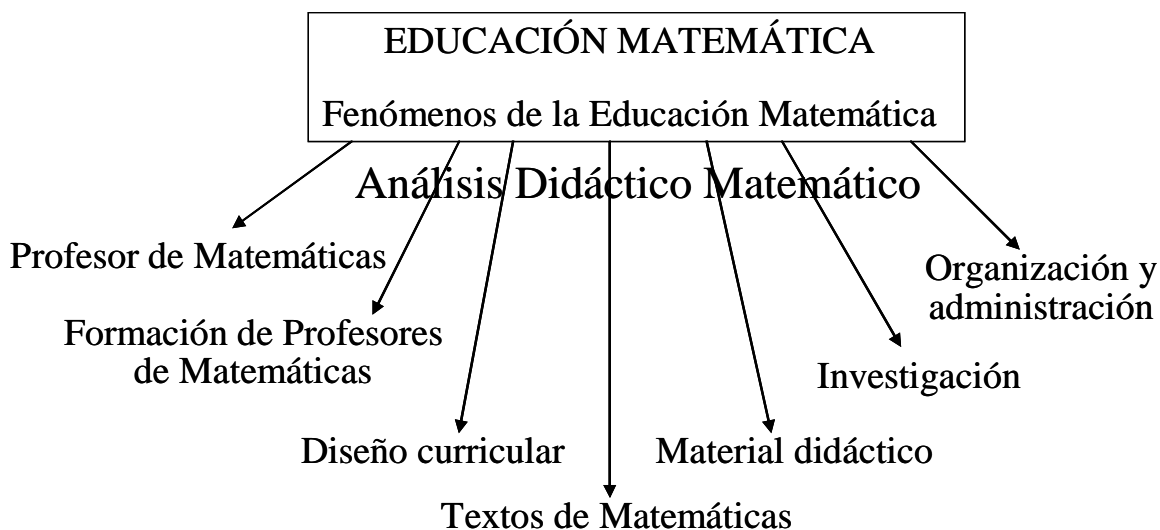 EDUCACIÓN MATEMÁTICA
Fenómenos de la Educación Matemática
Análisis Didáctico Matemático
Profesor de Matemáticas
Formación de Profesores
de Matemáticas
Diseño curricular
Textos de Matemáticas
Material didáctico
Investigación
Organización y
administración